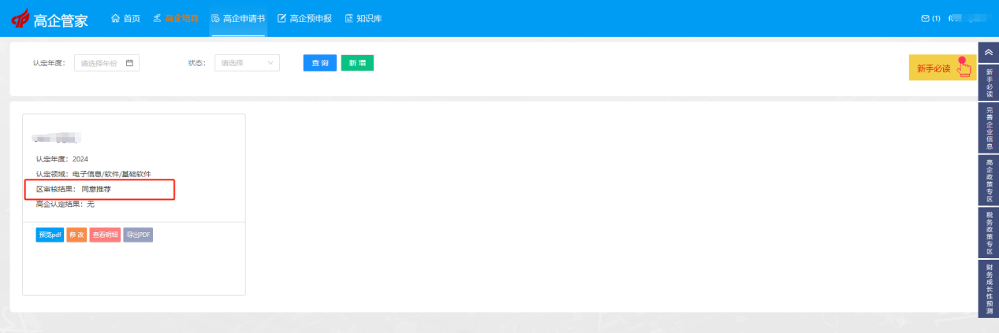 高企管家
首页 高企培育 高企申请书 高企预申报 知识库 (1)
认定年度： 请选择年份 状态： 请选择 查 询 新 增
新手必读
新手必读
完善企业信息
高企政策专区
税务政策专区
财务成长性预测
认定年度：2024
认定领域：电子信息/软件/基础软件
区审核结果： 同意推荐
高企认定结果：无
预览pdf 修 改 查看明细 导出PDF